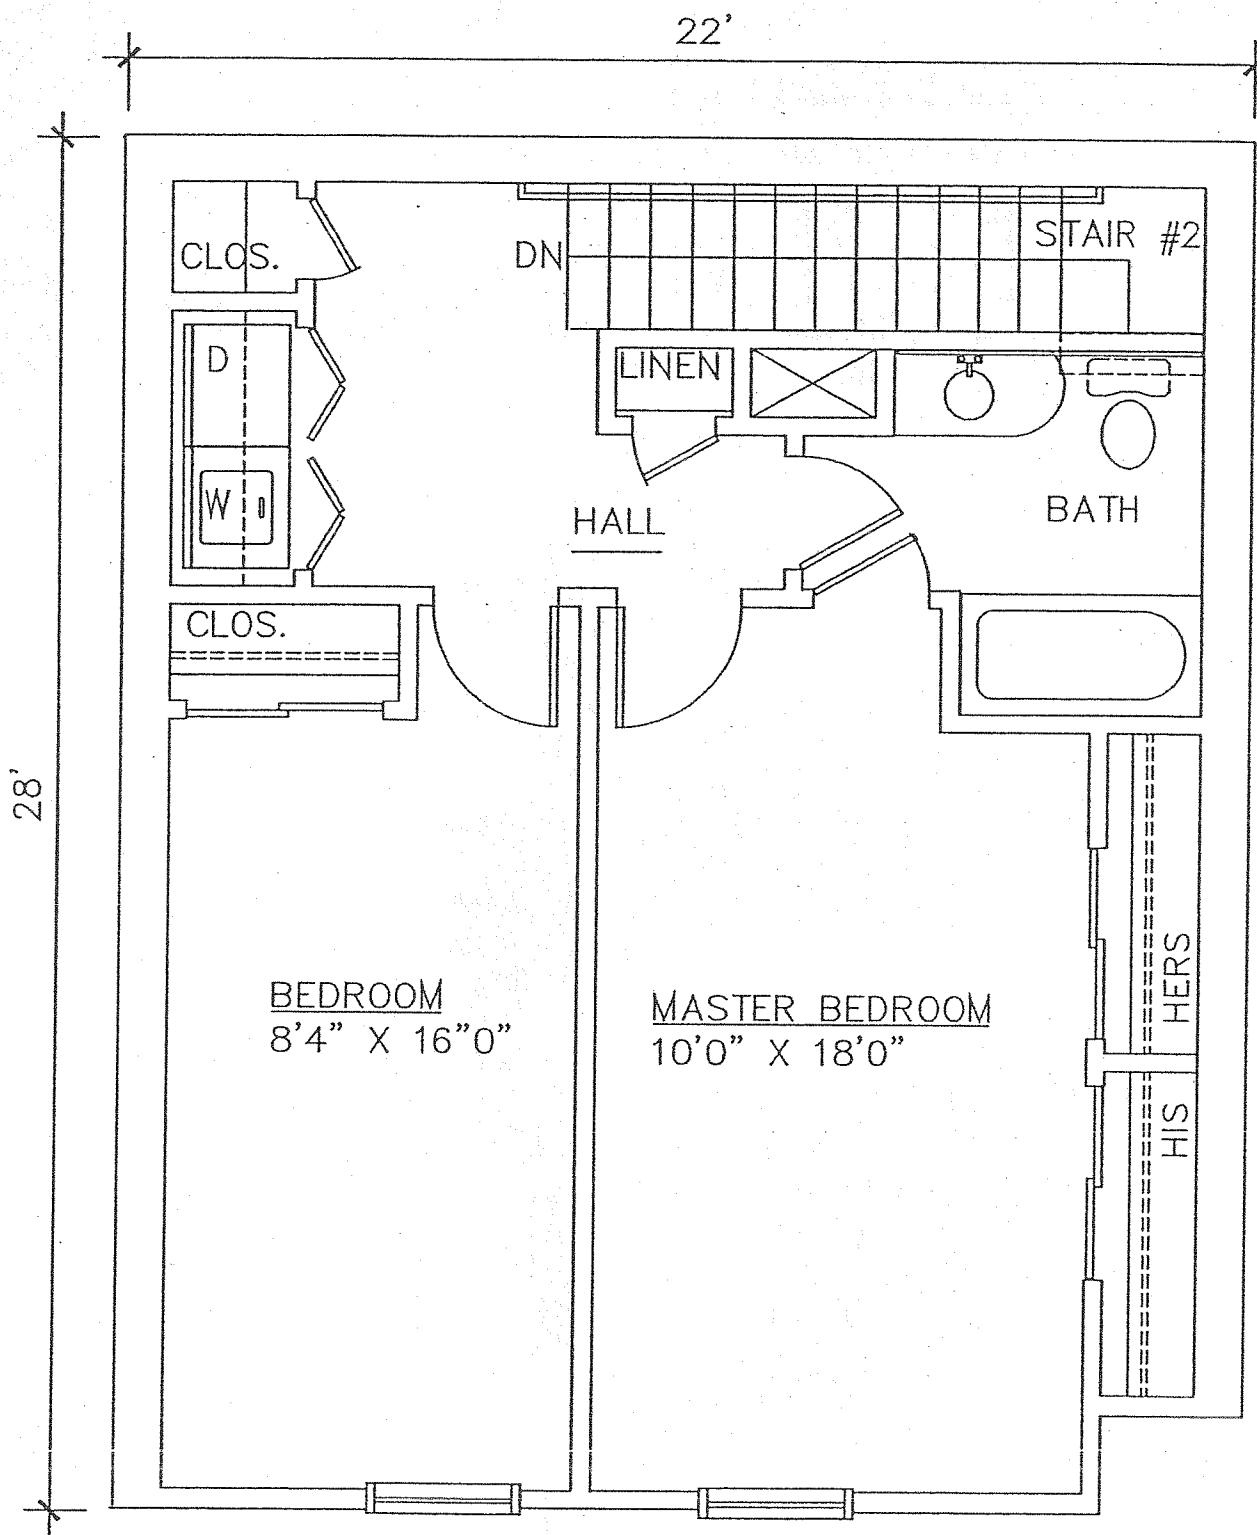 22'
CLOS.
DN
STAIR #2
D
LINEN
W
HALL
BATH
CLOS.
28'
HERS
BEDROOM
8'4" X 16"0"
MASTER BEDROOM
10'0" X 18'0"
HIS